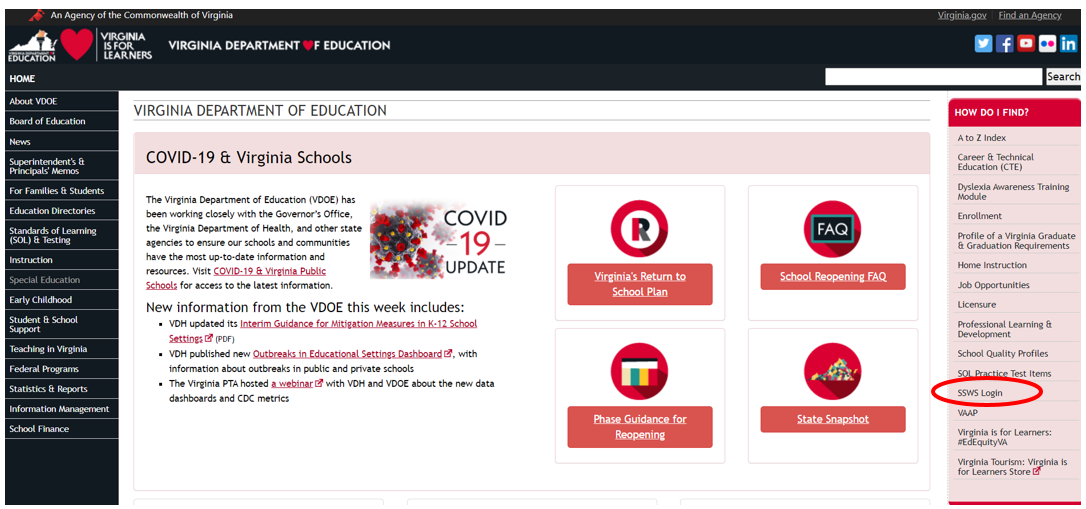 An Agency of the Commonwealth of Virginia
Virginia.gov | Find an Agency
EDUCATION
VIRGINIA
IS FOR
LEARNERS
VIRGINIA DEPARTMENT OF EDUCATION
HOME
Search
About VDOE
Board of Education
News
Superintendent's &
Principals' Memos
For Families & Students
Education Directories
Standards of Learning
(SOL) & Testing
Instruction
Special Education
Early Childhood
Student & School
Support
Teaching in Virginia
Federal Programs
Statistics & Reports
Information Management
School Finance
VIRGINIA DEPARTMENT OF EDUCATION
COVID-19 & Virginia Schools
The Virginia Department of Education (VDOE) has
been working closely with the Governor's Office,
the Virginia Department of Health, and other state
agencies to ensure our schools and communities
have the most up-to-date information and
resources. Visit COVID-19 & Virginia Public
Schools for access to the latest information.
COVID
-19-
UPDATE
New information from the VDOE this week includes:
VDH updated its Interim Guidance for Mitigation Measures in K-12 School
Settings (PDF)
VDH published new Outbreaks in Educational Settings Dashboard, with
information about outbreaks in public and private schools
The Virginia PTA hosted a webinar with VDH and VDOE about the new data
dashboards and CDC metrics
R
Virginia's Return to
School Plan
FAQ
School Reopening FAQ
Phase Guidance for
Reopening
State Snapshot
HOW DO I FIND?
A to Z Index
Career & Technical
Education (CTE)
Dyslexia Awareness Training
Module
Enrollment
Profile of a Virginia Graduate
& Graduation Requirements
Home Instruction
Job Opportunities
Licensure
Professional Learning &
Development
School Quality Profiles
SOL Practice Test Items
SSWS Login
VAAP
Virginia is for Learners:
#EdEquityVA
Virginia Tourism: Virginia is
for Learners Store